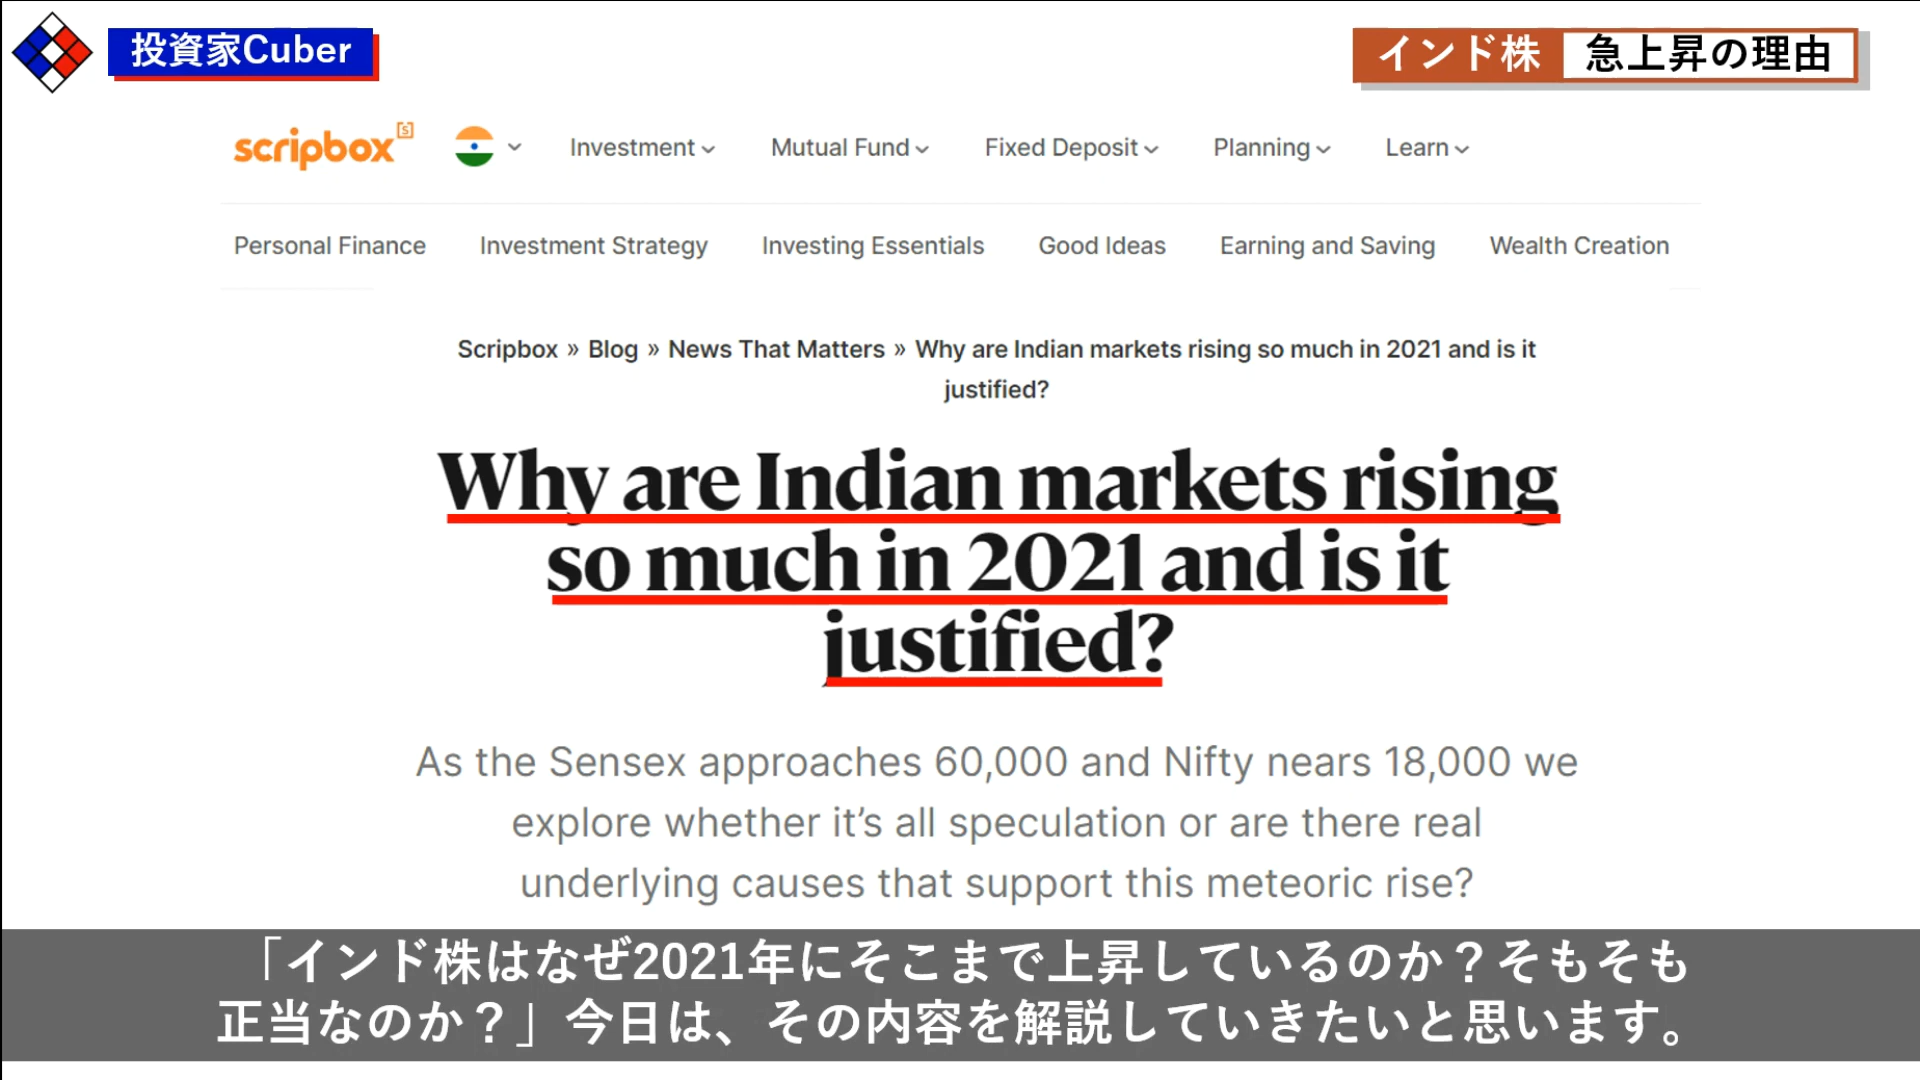 投資家Cuber
インド株 急上昇の理由
scripbox [s]
Investment Mutual Fund Fixed Deposit Planning Learn
Personal Finance Investment Strategy Investing Essentials Good Ideas Earning and Saving Wealth Creation
Scripbox » Blog » News That Matters » Why are Indian markets rising so much in 2021 and is it
justified?
Why are Indian markets rising
so much in 2021 and is it
justified?
As the Sensex approaches 60,000 and Nifty nears 18,000 we
explore whether it’s all speculation or are there real
underlying causes that support this meteoric rise?
「インド株はなぜ2021年にそこまで上昇しているのか？そもそも
正当なのか？」今日は、その内容を解説していきたいと思います。